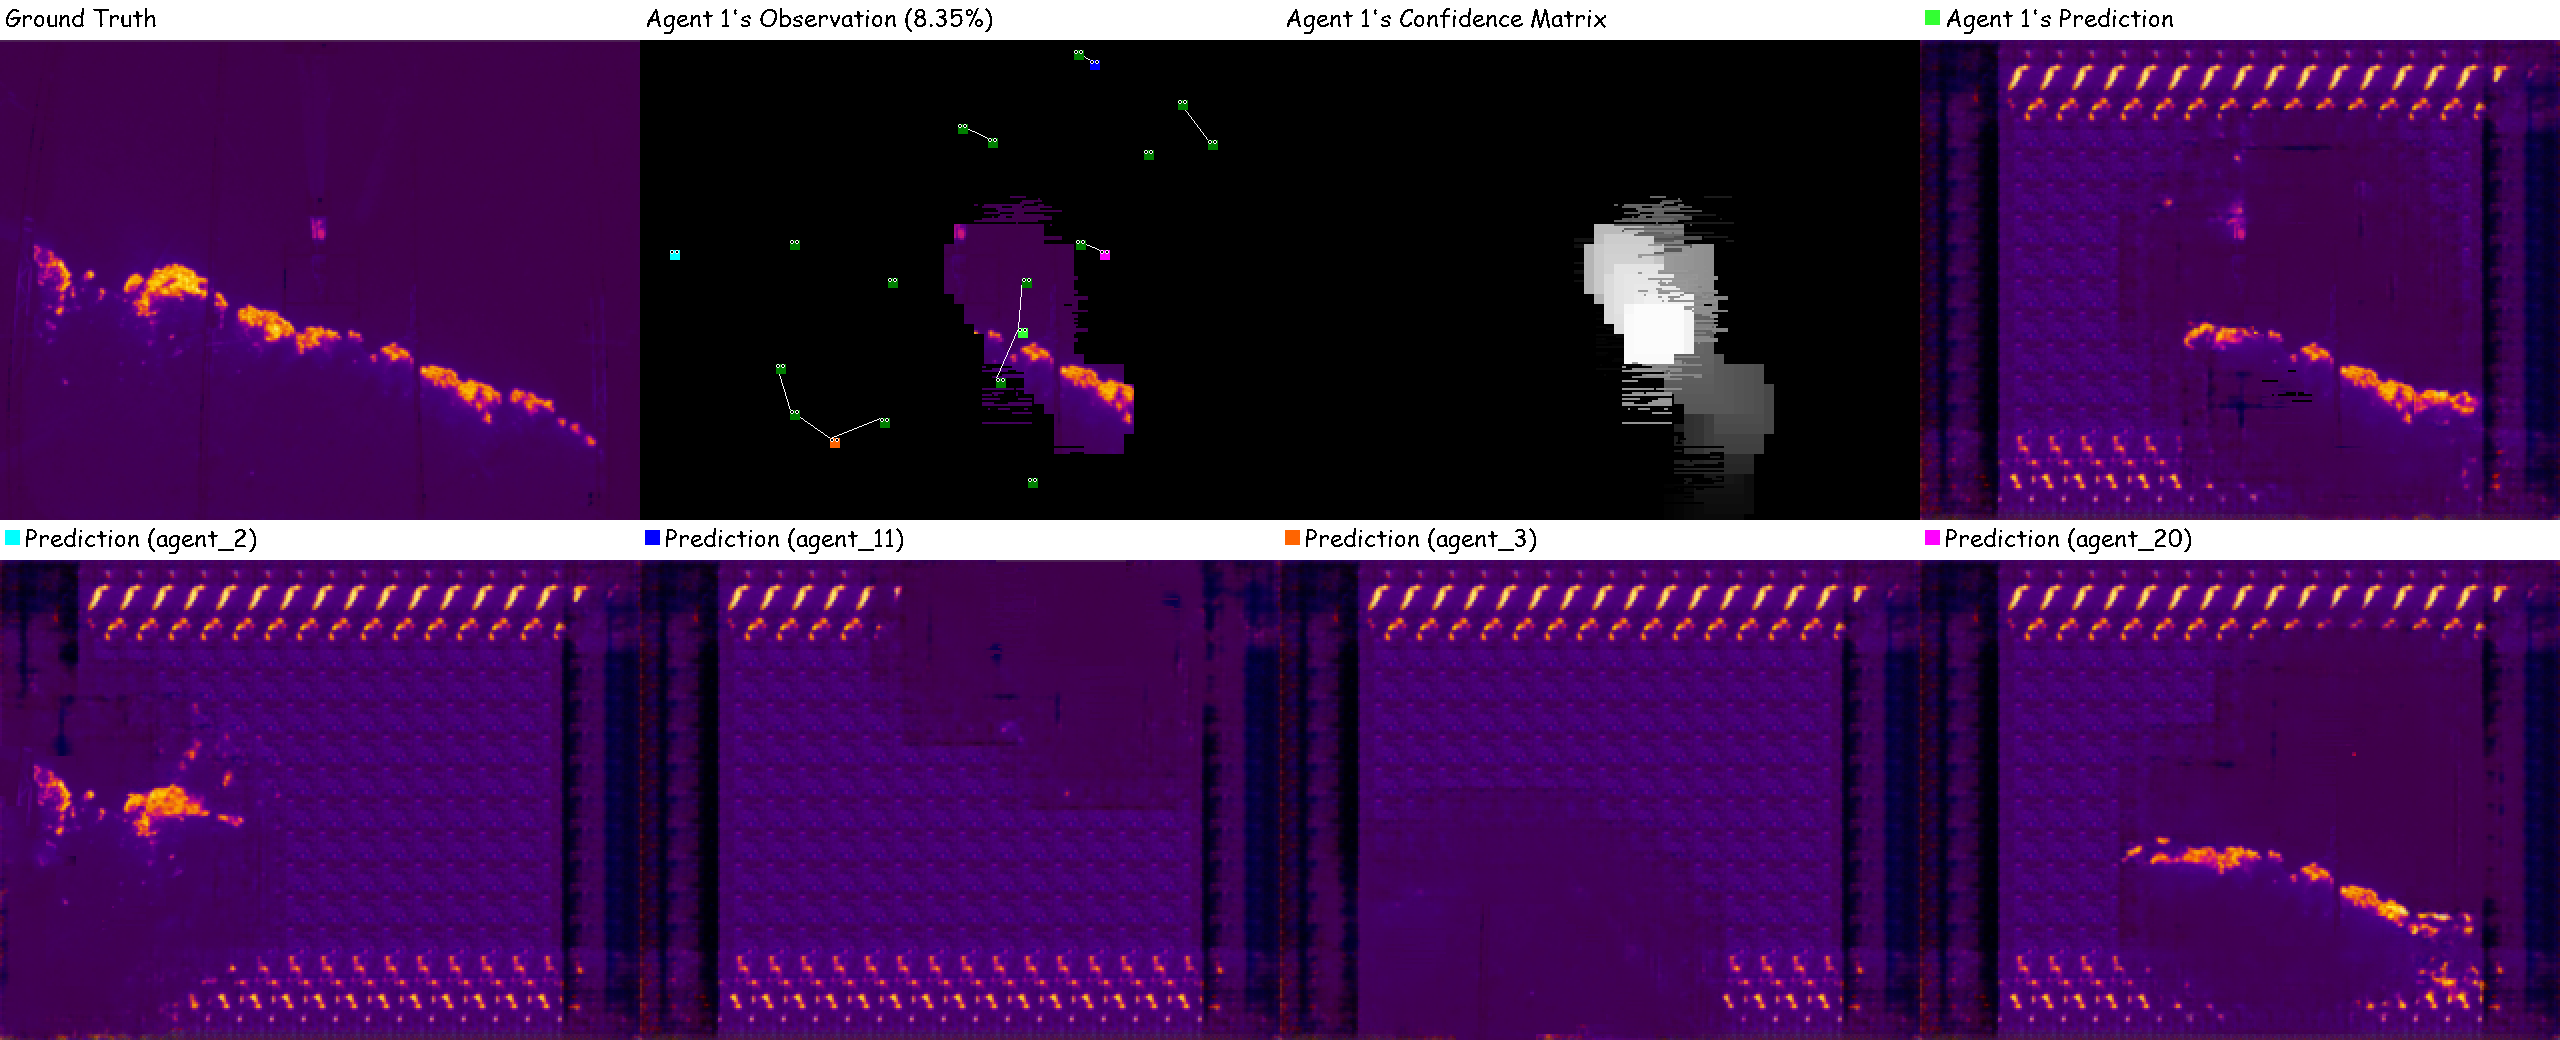 Ground Truth
Agent 1's Observation (8.35%)
Agent 1's Confidence Matrix
Agent 1's Prediction
Prediction (agent_2)
Prediction (agent_11)
Prediction (agent_3)
Prediction (agent_20)